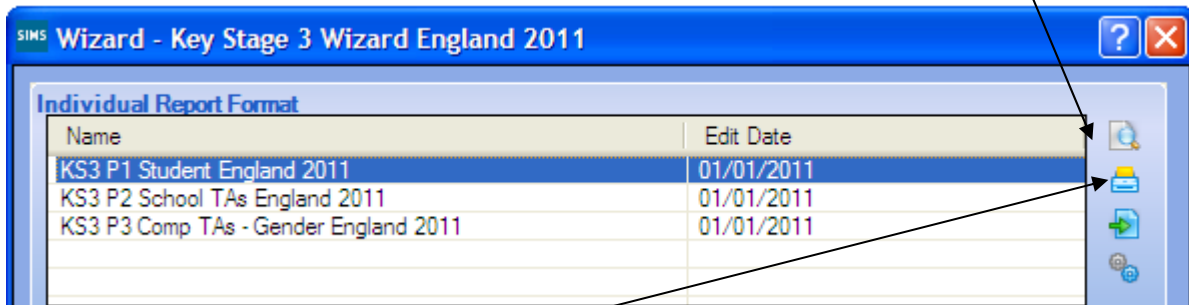 SIMS Wizard - Key Stage 3 Wizard England 2011
Individual Report Format
Name Edit Date
KS3 P1 Student England 2011 01/01/2011
KS3 P2 School TAs England 2011 01/01/2011
KS3 P3 Comp TAs - Gender England 2011 01/01/2011